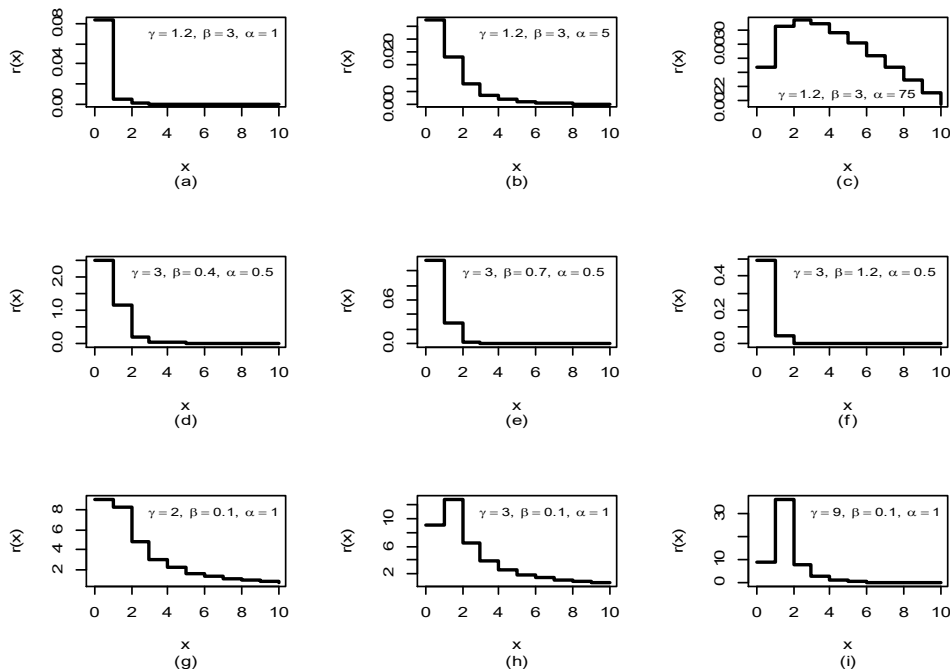 r(x)
0.00 0.04 0.08
γ = 1.2, β = 3, α = 1
0 2 4 6 8 10
x
(a)
r(x)
0.000 0.020
γ = 1.2, β = 3, α = 5
0 2 4 6 8 10
x
(b)
r(x)
0.0022 0.0030
γ = 1.2, β = 3, α = 75
0 2 4 6 8 10
x
(c)
r(x)
0.0 1.0 2.0
γ = 3, β = 0.4, α = 0.5
0 2 4 6 8 10
x
(d)
r(x)
0.0 0.6
γ = 3, β = 0.7, α = 0.5
0 2 4 6 8 10
x
(e)
r(x)
0.0 0.2 0.4
γ = 3, β = 1.2, α = 0.5
0 2 4 6 8 10
x
(f)
r(x)
2 4 6 8
γ = 2, β = 0.1, α = 1
0 2 4 6 8 10
x
(g)
r(x)
2 6 10
γ = 3, β = 0.1, α = 1
0 2 4 6 8 10
x
(h)
r(x)
0 10 30
γ = 9, β = 0.1, α = 1
0 2 4 6 8 10
x
(i)